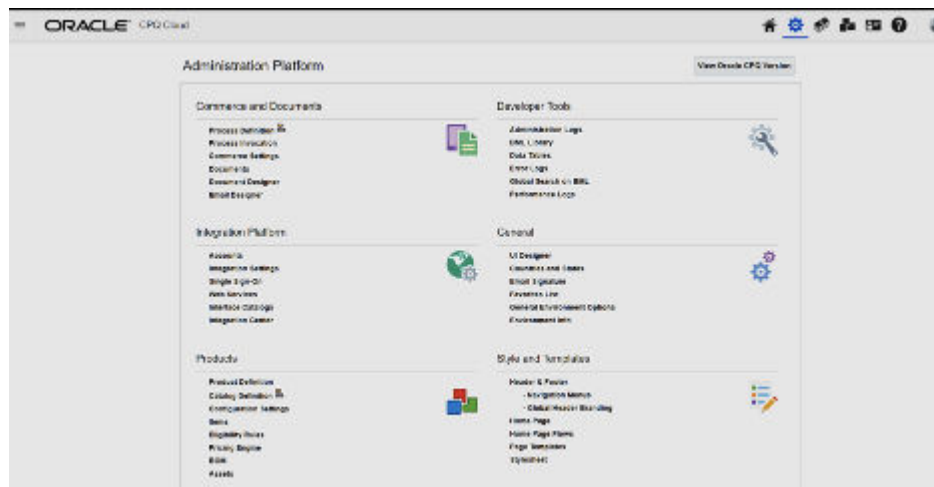 ORACLE CPQ Cloud
Administration Platform
View Oracle CPQ Version
Commerce and Documents
Process Definition
Process Invocation
Commerce Settings
Documents
Document Designer
Email Designer
Developer Tools
Administration Logs
BML Library
Data Tables
Error Logs
Global Search on BML
Performance Logs
Integration Platform
Accounts
Integration Settings
Single Sign-On
Web Services
Interface Catalogs
Integration Center
General
UI Designer
Countries and States
Email Signature
Favorites List
General Environment Options
Environment Info
Products
Product Definition
Catalog Definition
Configuration Settings
Items
Eligibility Rules
Pricing Engine
BOM
Assets
Style and Templates
Header & Footer
- Navigation Menus
- Global Header Branding
Home Page
Home Page Flows
Page Templates
Stylesheet